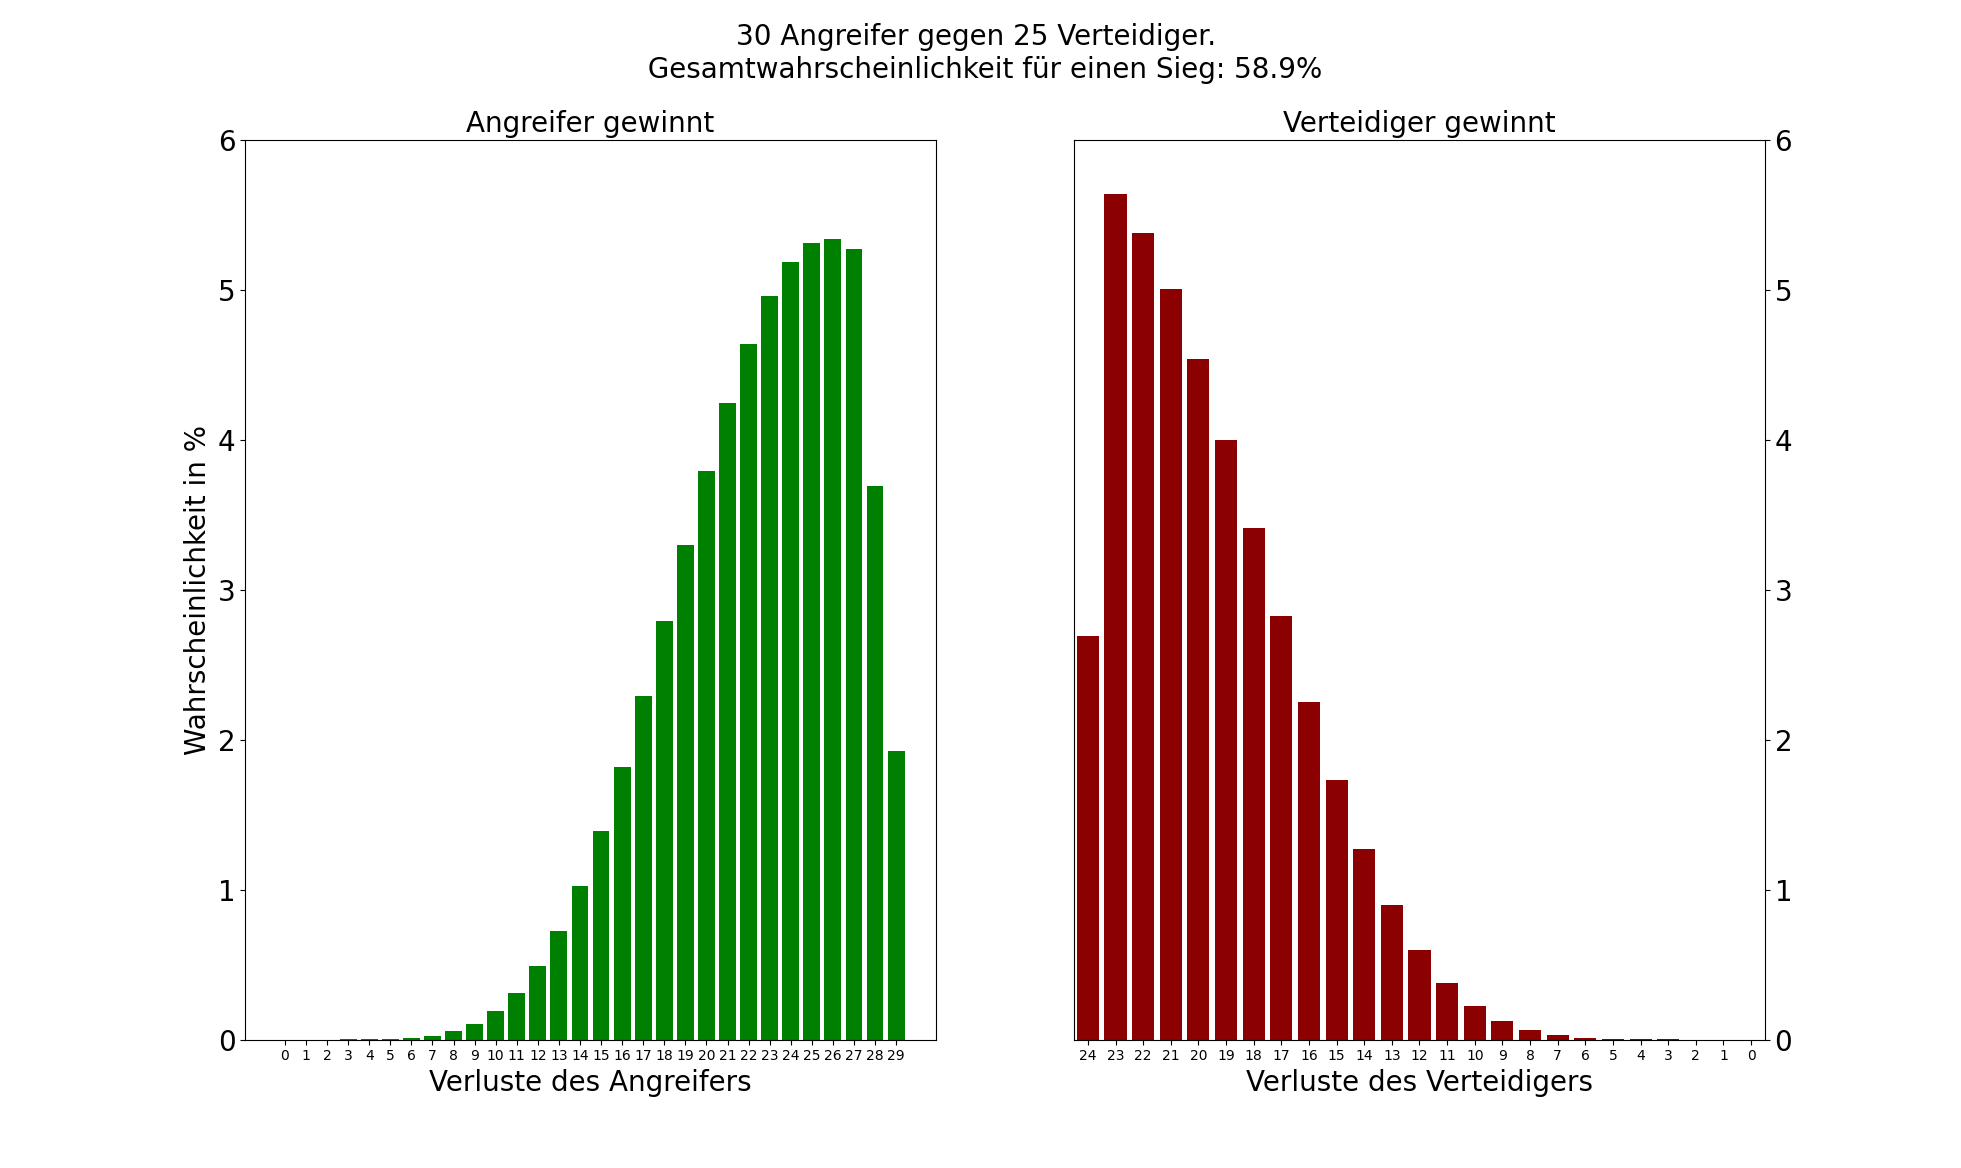 30 Angreifer gegen 25 Verteidiger.
Gesamtwahrscheinlichkeit für einen Sieg: 58.9%
Angreifer gewinnt
Wahrscheinlichkeit in %
6
5
4
3
2
1
0
0 1 2 3 4 5 6 7 8 9 10 11 12 13 14 15 16 17 18 19 20 21 22 23 24 25 26 27 28 29
Verluste des Angreifers
Verteidiger gewinnt
6
5
4
3
2
1
0
24 23 22 21 20 19 18 17 16 15 14 13 12 11 10 9 8 7 6 5 4 3 2 1 0
Verluste des Verteidigers